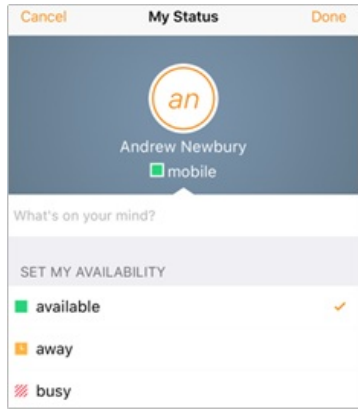 Cancel My Status Done
an
Andrew Newbury
mobile
What's on your mind?
SET MY AVAILABILITY
available
away
busy